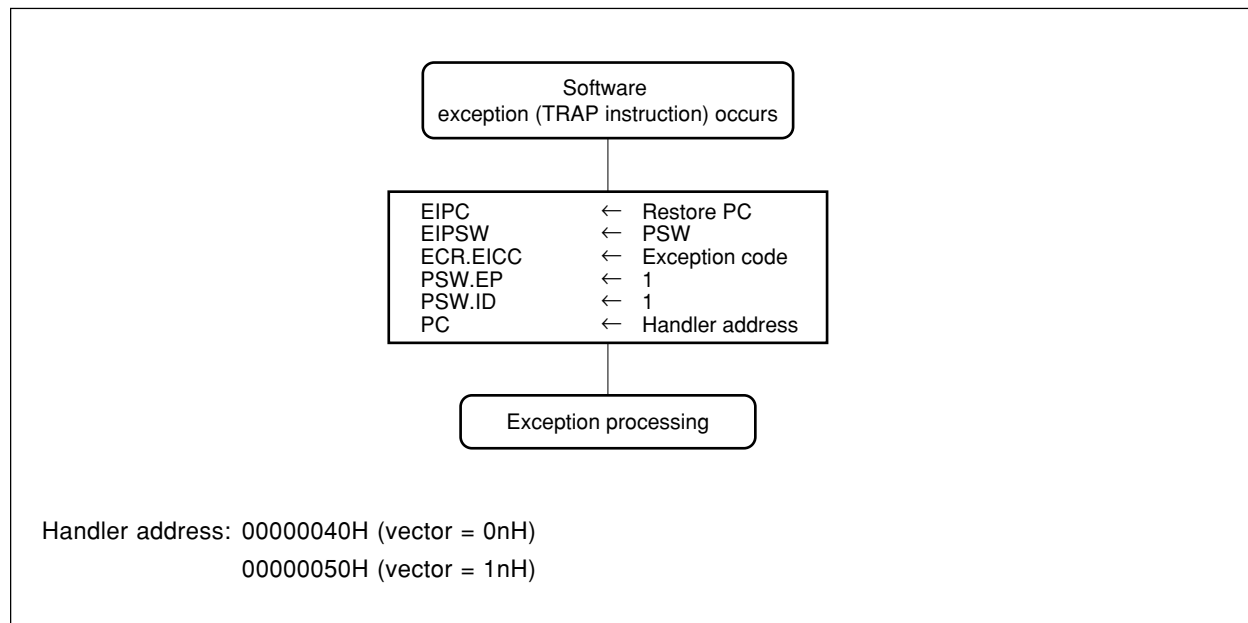 Software
exception (TRAP instruction) occurs
EIPC ← Restore PC
EIPSW ← PSW
ECR.EICC ← Exception code
PSW.EP ← 1
PSW.ID ← 1
PC ← Handler address
Exception processing
Handler address: 00000040H (vector = 0nH)
00000050H (vector = 1nH)